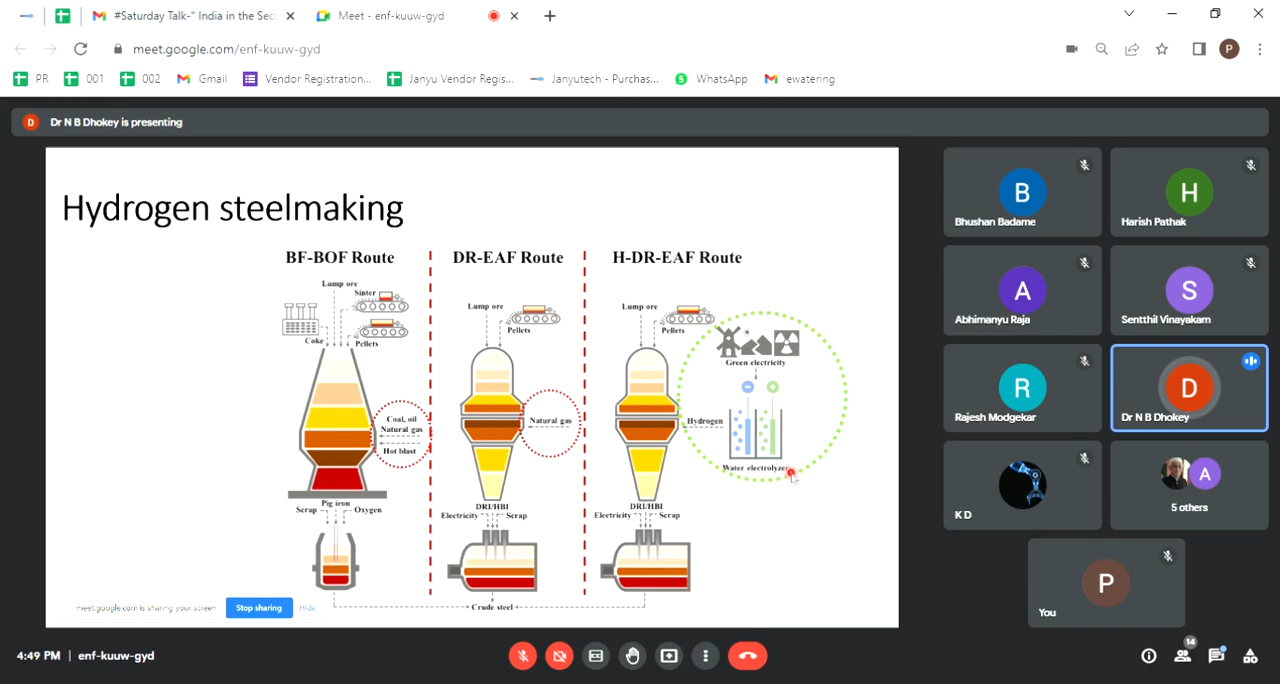 #Saturday Talk-" India in the Sec
Meet - enf-kuuw-gyd
meet.google.com/enf-kuuw-gyd
P
PR
001
002
Gmail
Vendor Registration...
Janyu Vendor Regis...
Janyutech - Purchas...
WhatsApp
ewatering
D
Dr N B Dhokey is presenting
Hydrogen steelmaking
BF-BOF Route
DR-EAF Route
H-DR-EAF Route
Lump ore
Sinter
Coke
Pellets
Coal, oil
Natural gas
Hot blast
Pig iron
Scrap
Oxygen
Lump ore
Pellets
Natural gas
DRI/HBI
Electricity
Scrap
Crude steel
Lump ore
Pellets
Green electricity
Hydrogen
Water electrolyzer
DRI/HBI
Electricity
Scrap
meet.google.com is sharing your screen
Stop sharing
Hide
B
Bhushan Badame
H
Harish Pathak
A
Abhimanyu Raja
S
Sentthil Vinayakam
R
Rajesh Modgekar
D
Dr N B Dhokey
K D
A
5 others
P
You
4:49 PM | enf-kuuw-gyd
14